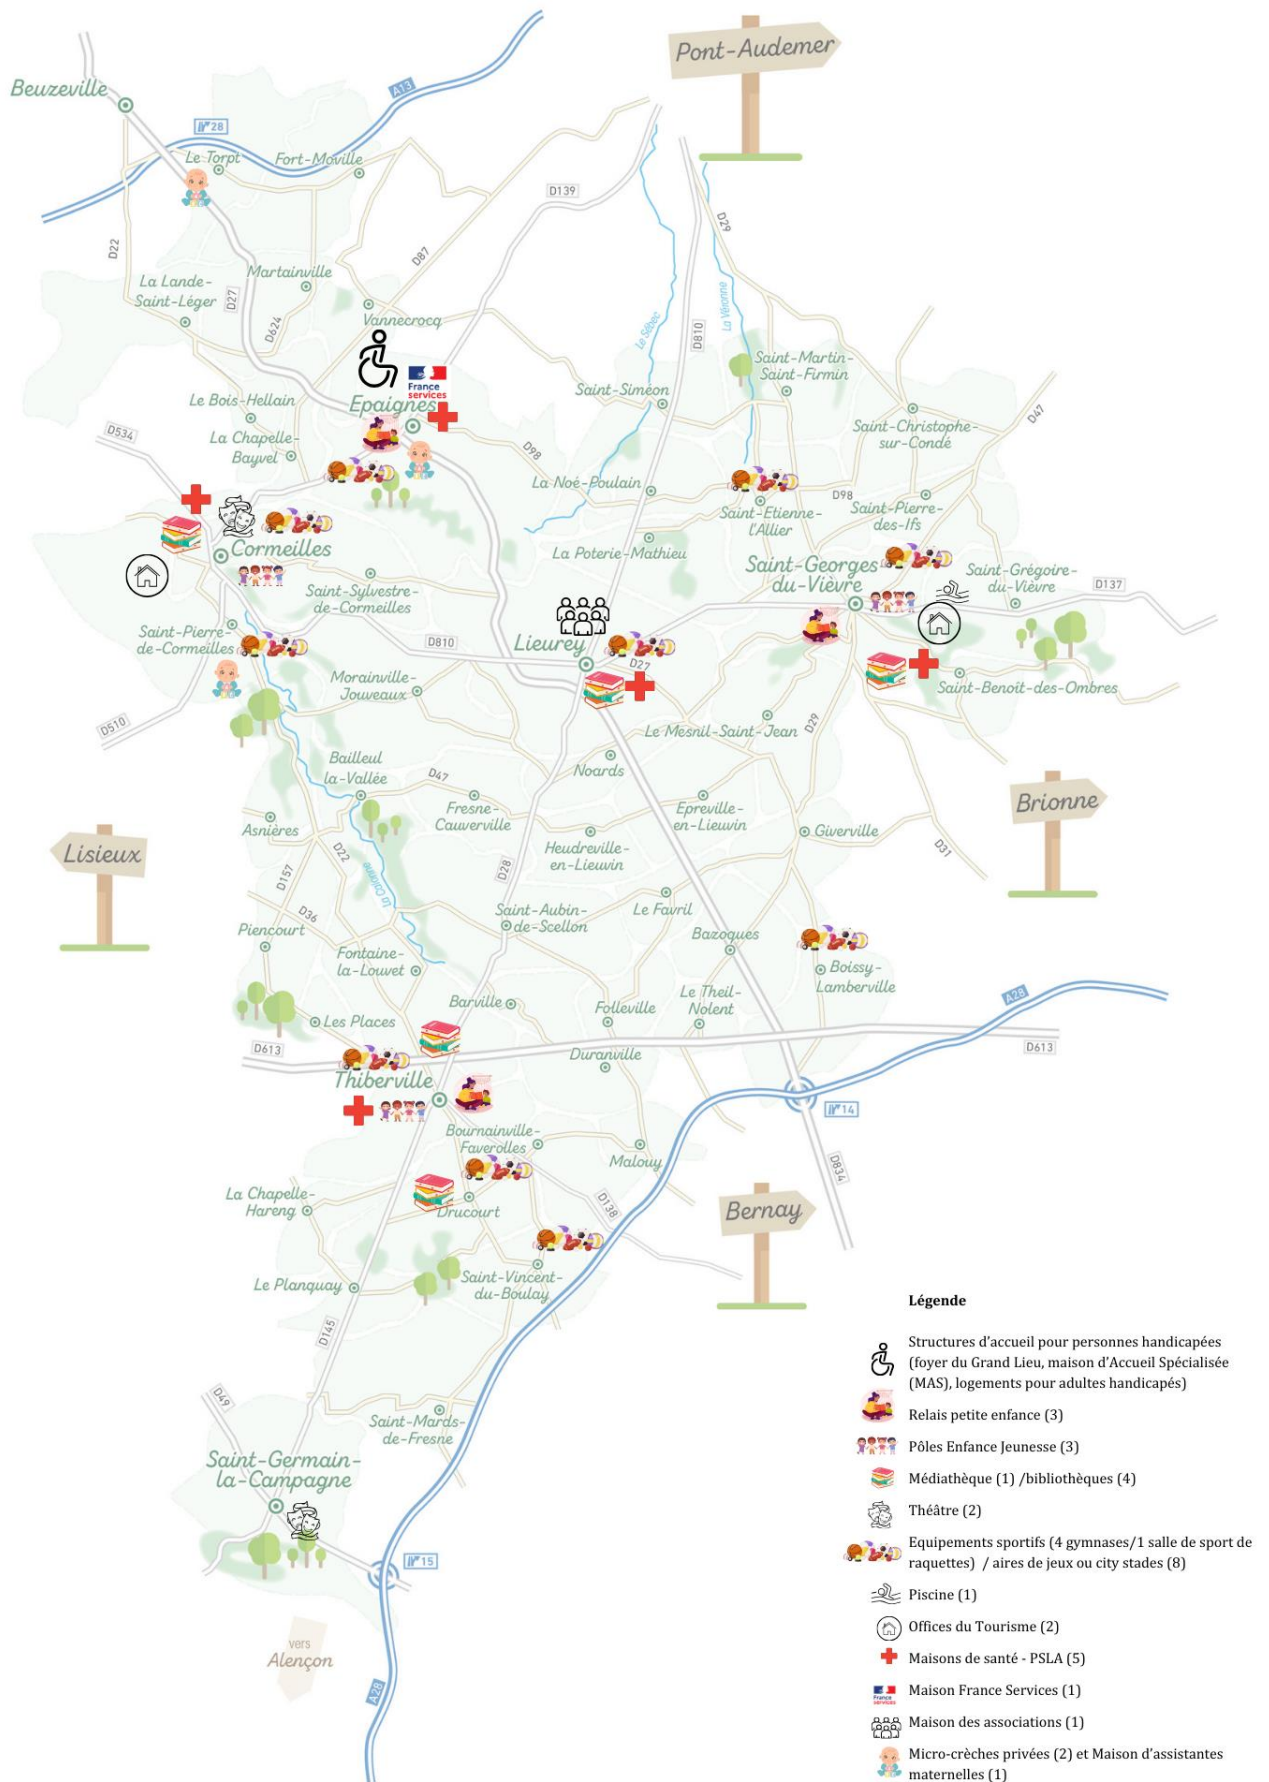 Pont-Audemer
Beuzeville
A13
28
Le Torpt
Fort-Moville
D139
D29
D22
D87
La Lande-
Saint-Léger
Martainville
D27
D624
Vannecrocq
Le Sébec
La Véronne
D810
Saint-Martin-
Saint-Firmin
France
services
Saint-Siméon
Le Bois-Hellain
Epaignes
Saint-Christophe-
sur-Condé
D47
D534
La Chapelle-
Bayvel
D98
La Noé-Poulain
D98
Saint-Etienne-
l'Allier
Saint-Pierre-
des-Ifs
Cormeilles
La Poterie-Mathieu
Saint-Georges
du-Vièvre
Saint-Grégoire-
du-Vièvre
D137
Saint-Sylvestre-
de-Cormeilles
Saint-Pierre-
de-Cormeilles
D810
Lieurey
D27
Morainville-
Jouveaux
Saint-Benoit-des-Ombres
D510
Le Mesnil-Saint-Jean
D29
Bailleul
la-Vallée
Noards
D47
Fresne-
Cauverville
Epreville-
en-Lieuvin
Brionne
Asnières
Giverville
Heudreville-
en-Lieuvin
D31
Lisieux
D22
D157
La Calonne
D28
D36
Saint-Aubin-
de-Scellon
Le Favril
Piencourt
Bazoques
Fontaine-
la-Louvet
Boissy-
Lamberville
Barville
Folleville
Le Theil-
Nolent
A28
Les Places
D613
Duranville
D613
Thiberville
14
Bournainville-
Faverolles
Malouy
D834
La Chapelle-
Hareng
Drucourt
D138
Bernay
Le Planquay
Saint-Vincent-
du-Boulay
D145
D49
Saint-Mards-
de-Fresne
Saint-Germain-
la-Campagne
15
vers
Alençon
A28
Légende
Structures d'accueil pour personnes handicapées
(foyer du Grand Lieu, maison d'Accueil Spécialisée
(MAS), logements pour adultes handicapés)
Relais petite enfance (3)
Pôles Enfance Jeunesse (3)
Médiathèque (1) /bibliothèques (4)
Théâtre (2)
Equipements sportifs (4 gymnases/1 salle de sport de
raquettes) / aires de jeux ou city stades (8)
Piscine (1)
Offices du Tourisme (2)
Maisons de santé - PSLA (5)
France
services
Maison France Services (1)
Maison des associations (1)
Micro-crèches privées (2) et Maison d'assistantes
maternelles (1)